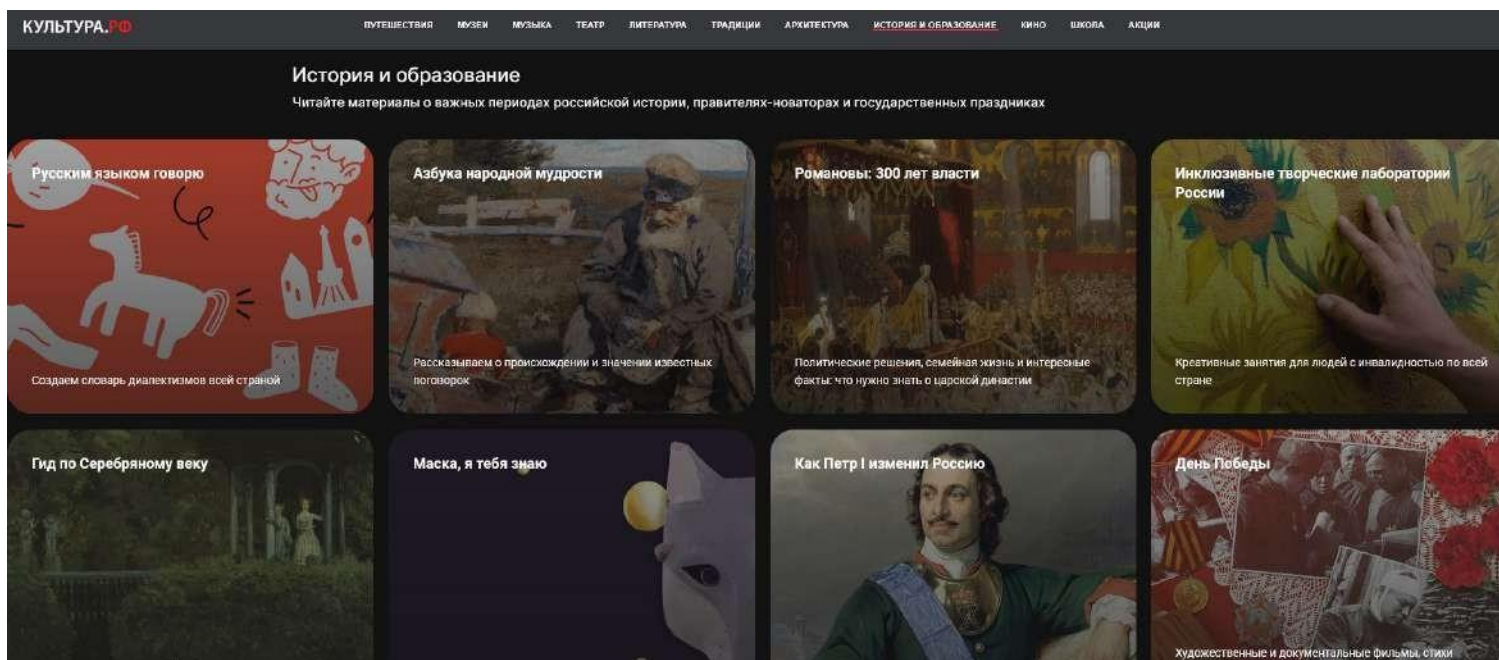 КУЛЬТУРА.РФ
ПУТЕШЕСТВИЯ МУЗЕИ МУЗЫКА ТЕАТР ЛИТЕРАТУРА ТРАДИЦИИ АРХИТЕКТУРА ИСТОРИЯ И ОБРАЗОВАНИЕ КИНО ШКОЛА АКЦИИ
История и образование
Читайте материалы о важных периодах российской истории, правителях-новаторах и государственных праздниках
Русским языком говорю
Создаем словарь диалектизмов всей страной
Азбука народной мудрости
Рассказываем о происхождении и значении известных
поговорок
Романовы: 300 лет власти
Политические решения, семейная жизнь и интересные
факты: что нужно знать о царской династии
Инклюзивные творческие лаборатории
России
Креативные занятия для людей с инвалидностью по всей
стране
Гид по Серебряному веку
Маска, я тебя знаю
Как Петр I изменил Россию
День Победы
Художественные и документальные фильмы, стихи